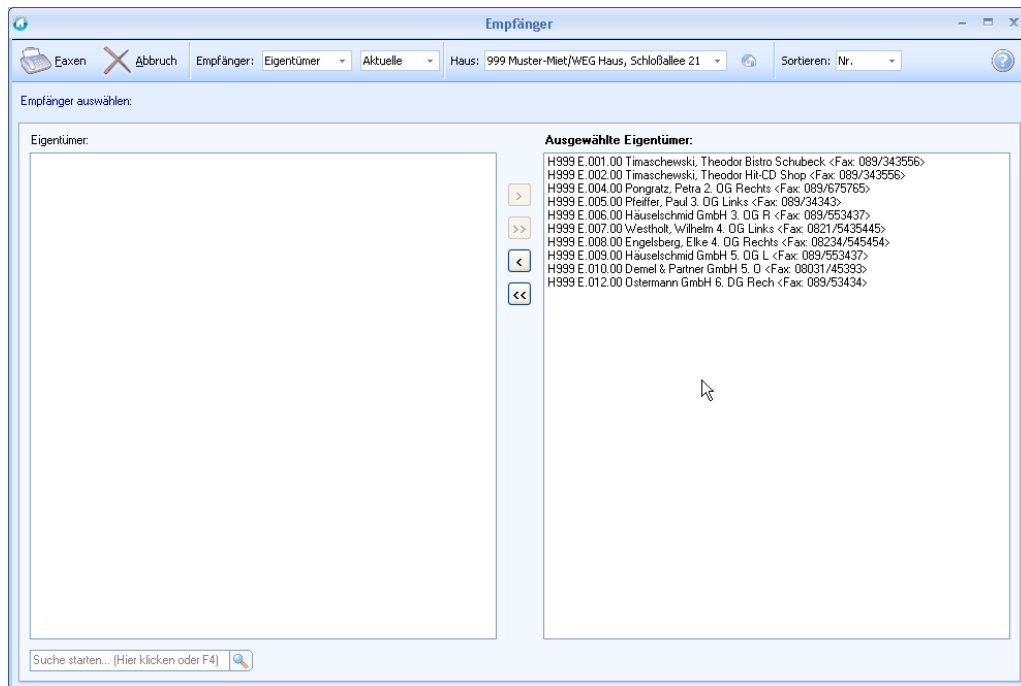 Empfänger
Faxen Abbruch Empfänger: Eigentümer Aktuelle Haus: 999 Muster-Miet/WEG Haus, Schloßallee 21 Sortieren: Nr.
Empfänger auswählen:
Eigentümer: Ausgewählte Eigentümer:
H999 E.001.00 Timaschewski, Theodor Bistro Schubeck <Fax: 089/343556>
H999 E.002.00 Timaschewski, Theodor Hit-CD Shop <Fax: 089/343556>
H999 E.004.00 Pongratz, Petra 2. OG Rechts <Fax: 089/675765>
H999 E.005.00 Pfeiffer, Paul 3. OG Links <Fax: 089/34343>
H999 E.006.00 Häuselschmid GmbH 3. OG R <Fax: 089/553437>
H999 E.007.00 Westholt, Wilhelm 4. OG Links <Fax: 0821/5435445>
H999 E.008.00 Engelsberg, Elke 4. OG Rechts <Fax: 08234/545454>
H999 E.009.00 Häuselschmid GmbH 5. OG L <Fax: 089/553437>
H999 E.010.00 Demel & Partner GmbH 5. O <Fax: 08031/45393>
H999 E.012.00 Ostermann GmbH 6. DG Rech <Fax: 089/53434>
>
>>
<
<<
Suche starten... (Hier klicken oder F4)